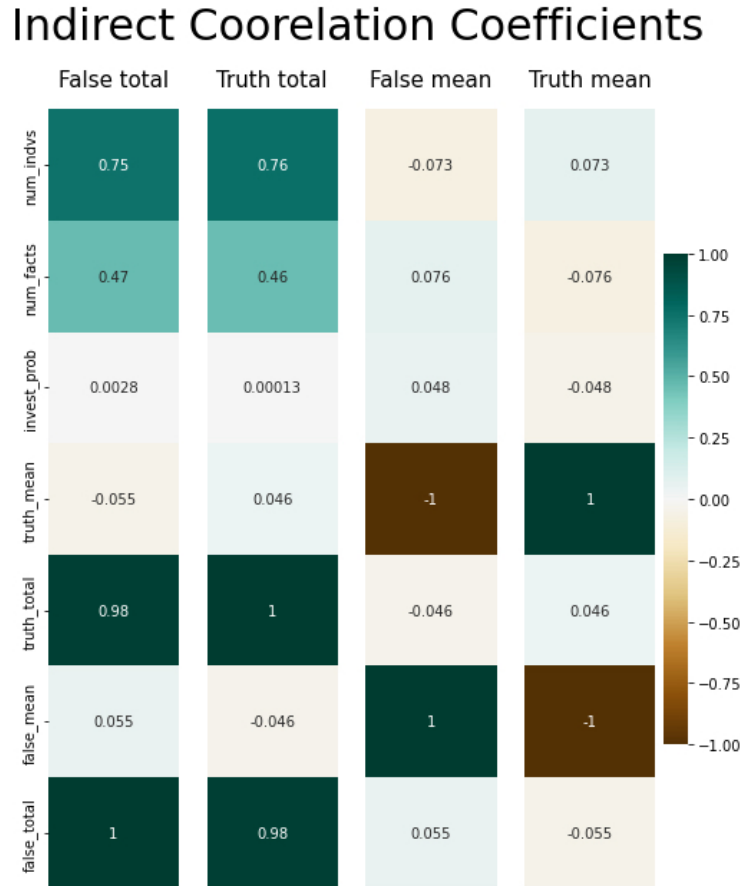 Indirect Coorelation Coefficients
False total Truth total False mean Truth mean
num_indvs 0.75 0.76 -0.073 0.073
num_facts 0.47 0.46 0.076 -0.076
invest_prob 0.0028 0.00013 0.048 -0.048
truth_mean -0.055 0.046 -1 1
truth_total 0.98 1 -0.046 0.046
false_mean 0.055 -0.046 1 -1
false_total 1 0.98 0.055 -0.055
1.00
0.75
0.50
0.25
0.00
−0.25
−0.50
−0.75
−1.00